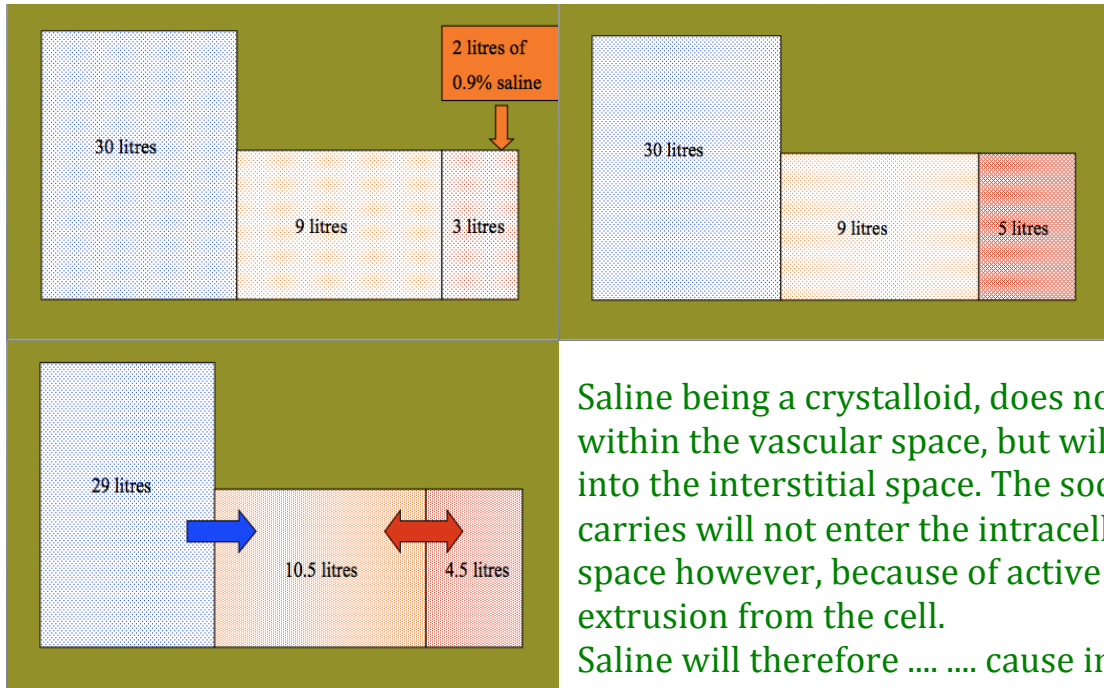 2 litres of
0.9% saline
30 litres
9 litres
3 litres
30 litres
9 litres
5 litres
29 litres
10.5 litres
4.5 litres
Saline being a crystalloid, does no
within the vascular space, but wil
into the interstitial space. The
carries will not enter the intracell
space however, because of active
extrusion from the cell.
Saline will therefore .... .... cause in